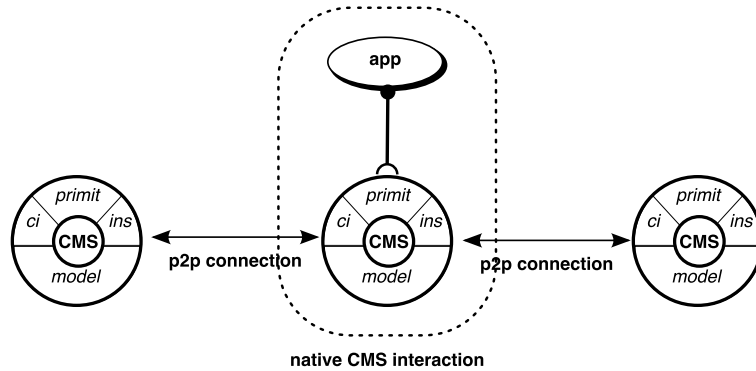 app
primit
ci
ins
CMS
model
p2p connection
primit
ci
ins
CMS
model
p2p connection
primit
ci
ins
CMS
model
native CMS interaction